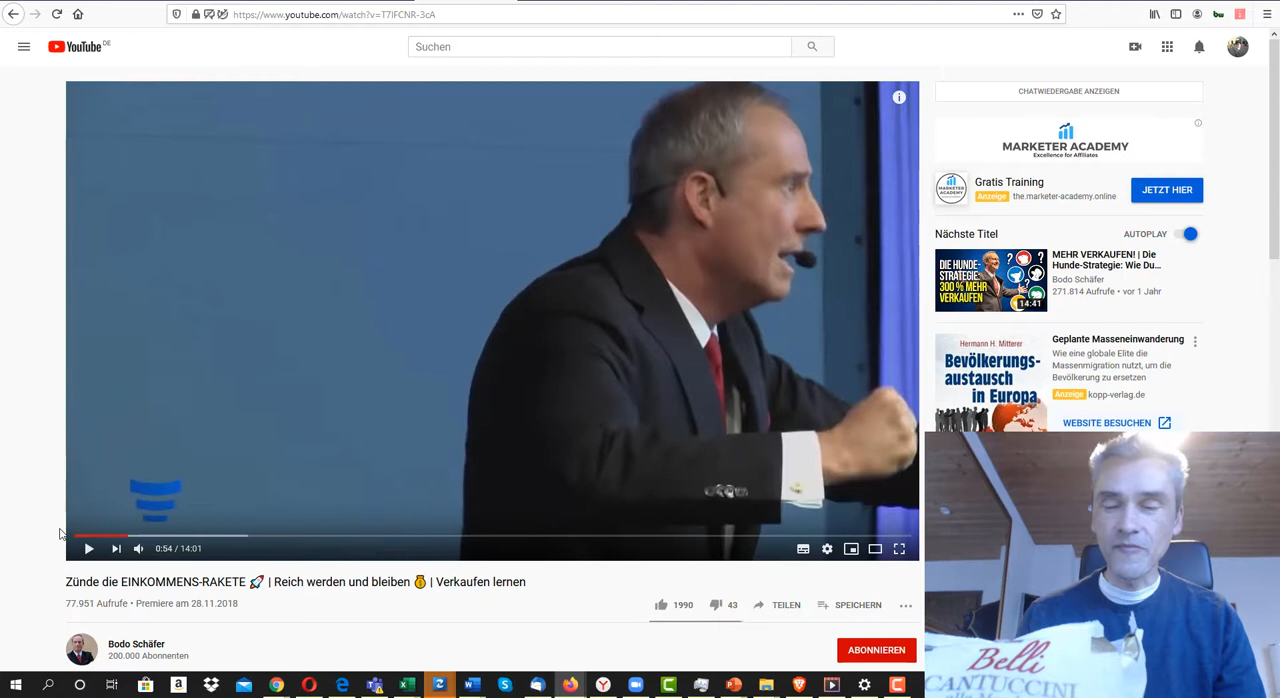 https://www.youtube.com/watch?v=T7lFCNR-3cA
YouTube DE
Suchen
CHATWIEDERGABE ANZEIGEN
MARKETER ACADEMY
Excellence for Affiliates
MARKETER
ACADEMY
Gratis Training
Anzeige the.marketer-academy.online
JETZT HIER
Nächste Titel
AUTOPLAY
DIE HUNDE-
STRATEGIE:
300 % MEHR
VERKAUFEN
14:41
MEHR VERKAUFEN! | Die
Hunde-Strategie: Wie Du...
Bodo Schäfer
271.814 Aufrufe • vor 1 Jahr
Hermann H. Mitterer
Bevölkerungs-
austausch
in Europa
Geplante Masseneinwanderung
Wie eine globale Elite die
Massenmigration nutzt, um die
Bevölkerung zu ersetzen
Anzeige kopp-verlag.de
WEBSITE BESUCHEN
0:54 / 14:01
Zünde die EINKOMMENS-RAKETE 🚀 | Reich werden und bleiben 💰 | Verkaufen lernen
77.951 Aufrufe • Premiere am 28.11.2018
1990
43
TEILEN
SPEICHERN
Bodo Schäfer
200.000 Abonnenten
ABONNIEREN
Belli
CANTUCCINI